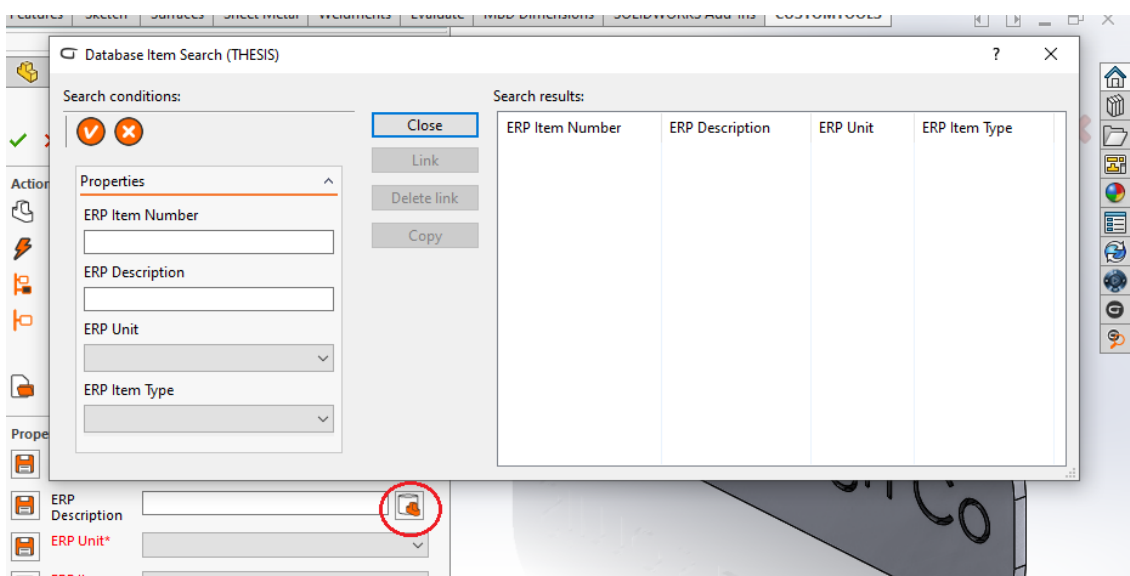 Features Sketch Surfaces Sheet Metal Weldments Evaluate MBD Dimensions SOLIDWORKS Add-Ins CUSTOMTOOLS
Database Item Search (THESIS) ?
Search conditions:
Search results:
Close
Link
Delete link
Copy
ERP Item Number ERP Description ERP Unit ERP Item Type
Properties
ERP Item Number
ERP Description
ERP Unit
ERP Item Type
Action
Prope
ERP
Description
ERP Unit*